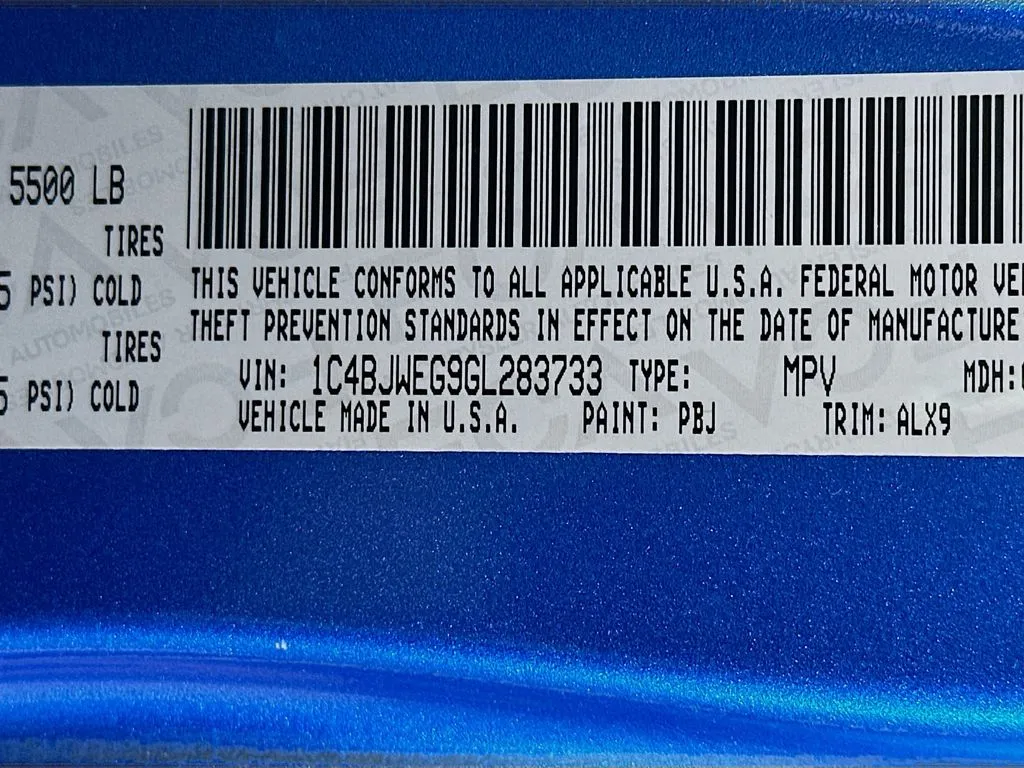 5500 LB
TIRES
5 PSI) COLD
TIRES
5 PSI) COLD
THIS VEHICLE CONFORMS TO ALL APPLICABLE U.S.A. FEDERAL MOTOR
THEFT PREVENTION STANDARDS IN EFFECT ON THE DATE OF MANUFACTURE
VIN: 1C4BJWEG9GL283733 TYPE: MPV MDH:
VEHICLE MADE IN U.S.A. PAINT: PBJ TRIM: ALX9